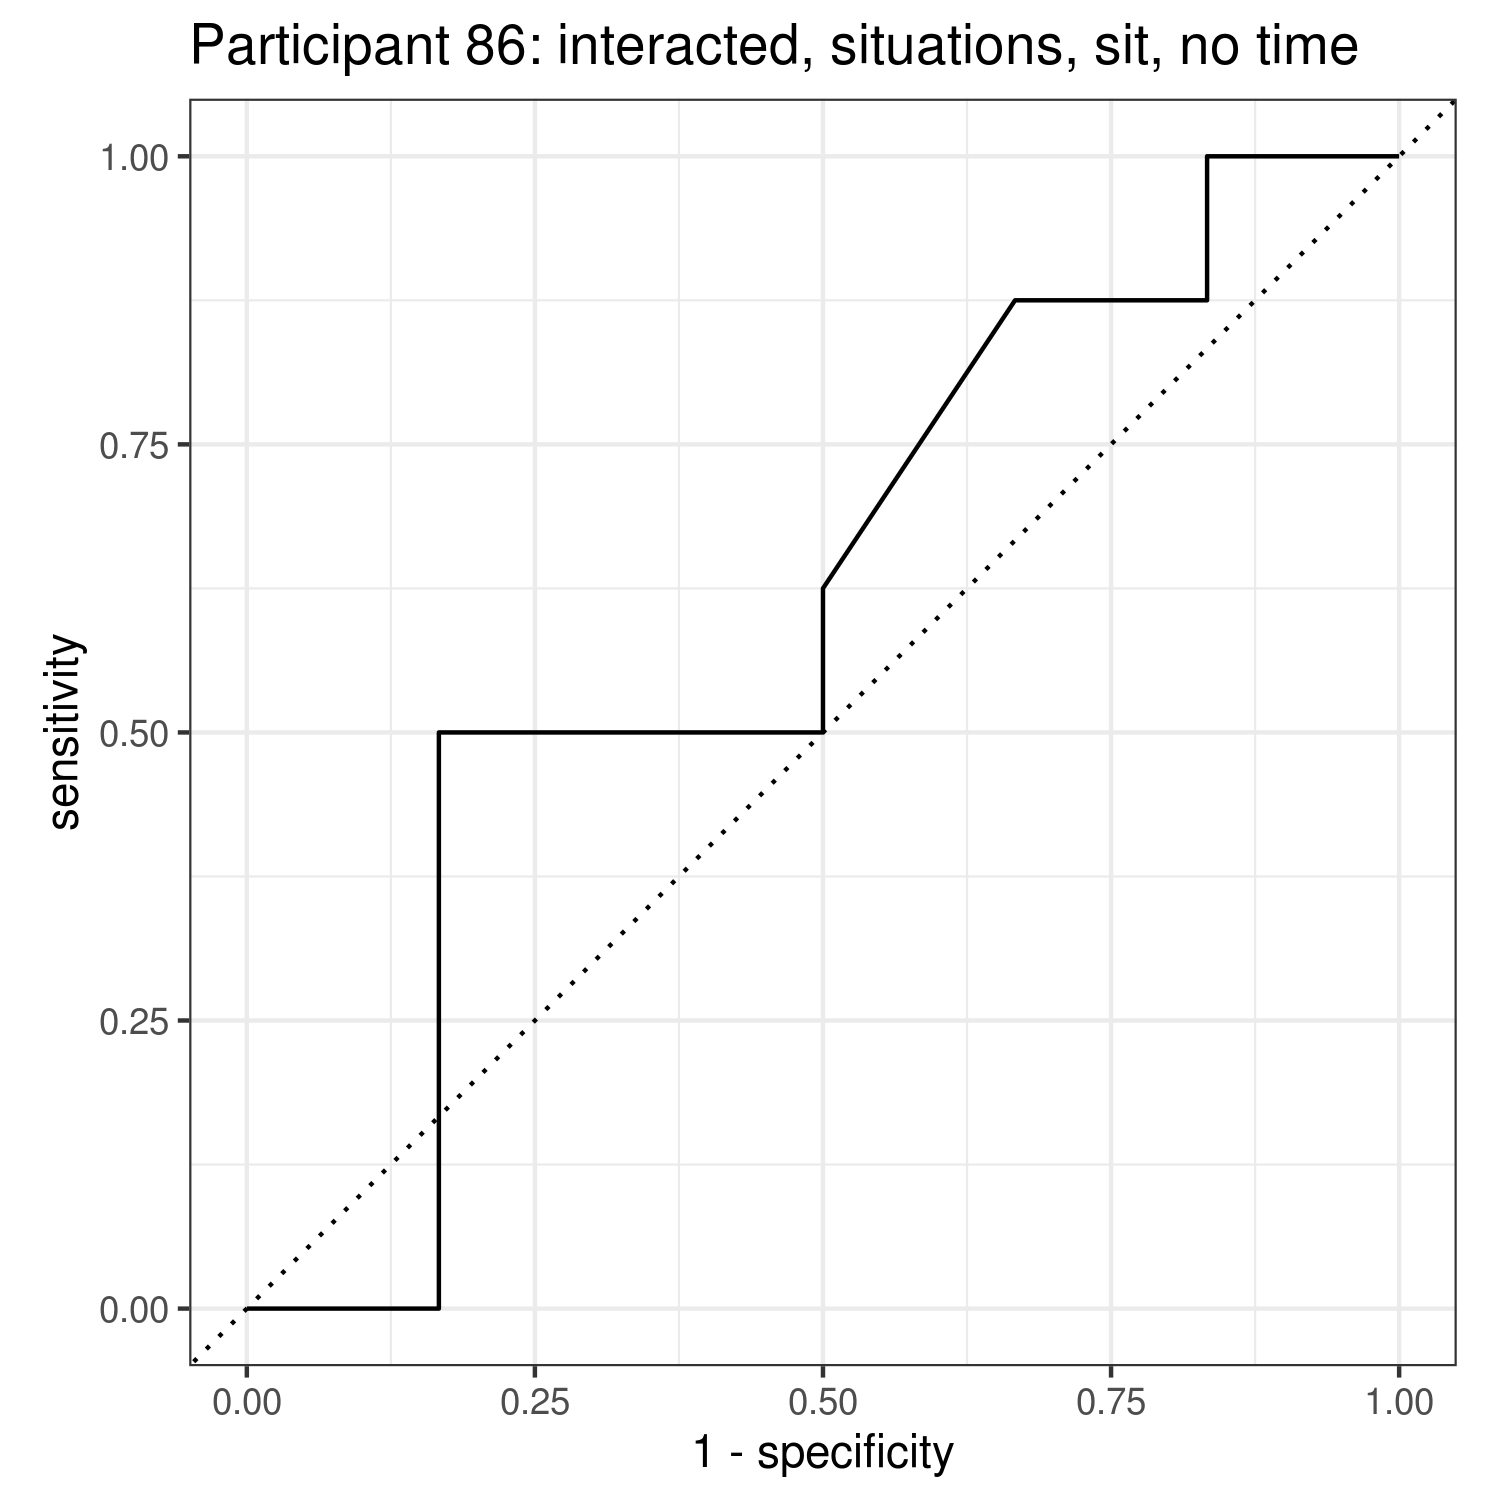 Participant 86: interacted, situations, sit, no time
1.00
0.75
0.50
0.25
0.00
sensitivity
0.00 0.25 0.50 0.75 1.00
1 - specificity